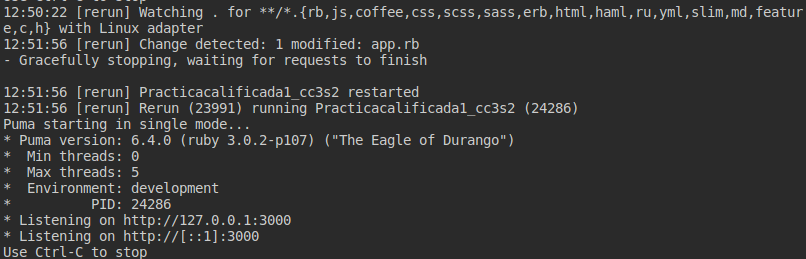 12:50:22 [rerun] Watching . for **/*.{rb,js,coffee,css,scss,sass,erb,html,haml,ru,yml,slim,md,featur
e,c,h} with Linux adapter
12:51:56 [rerun] Change detected: 1 modified: app.rb
- Gracefully stopping, waiting for requests to finish

12:51:56 [rerun] Practicacalificada1_cc3s2 restarted
12:51:56 [rerun] Rerun (23991) running Practicacalificada1_cc3s2 (24286)
Puma starting in single mode...
* Puma version: 6.4.0 (ruby 3.0.2-p107) ("The Eagle of Durango")
*  Min threads: 0
*  Max threads: 5
*  Environment: development
*          PID: 24286
* Listening on http://127.0.0.1:3000
* Listening on http://[::1]:3000
Use Ctrl-C to stop